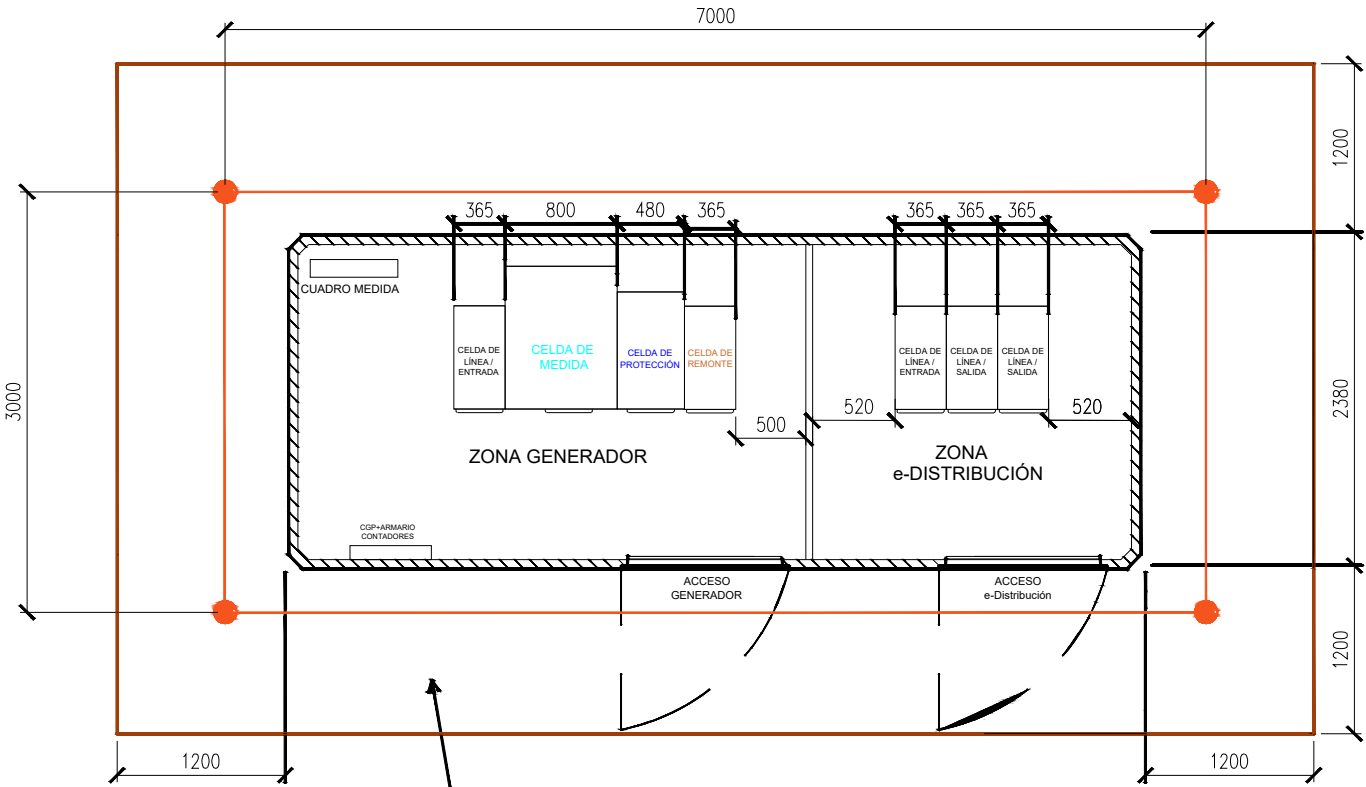 7000
1200
365
800
480
365
365
365
365
CUADRO MEDIDA
CELDA DE
LÍNEA /
ENTRADA
CELDA DE
MEDIDA
CELDA DE
PROTECCIÓN
CELDA DE
REMONTE
CELDA DE
LÍNEA /
ENTRADA
CELDA DE
LÍNEA /
SALIDA
CELDA DE
LÍNEA /
SALIDA
3000
2380
500
520
520
ZONA GENERADOR
ZONA
e-DISTRIBUCIÓN
CGP+ARMARIO
CONTADORES
ACCESO
GENERADOR
ACCESO
e-Distribución
1200
1200
1200